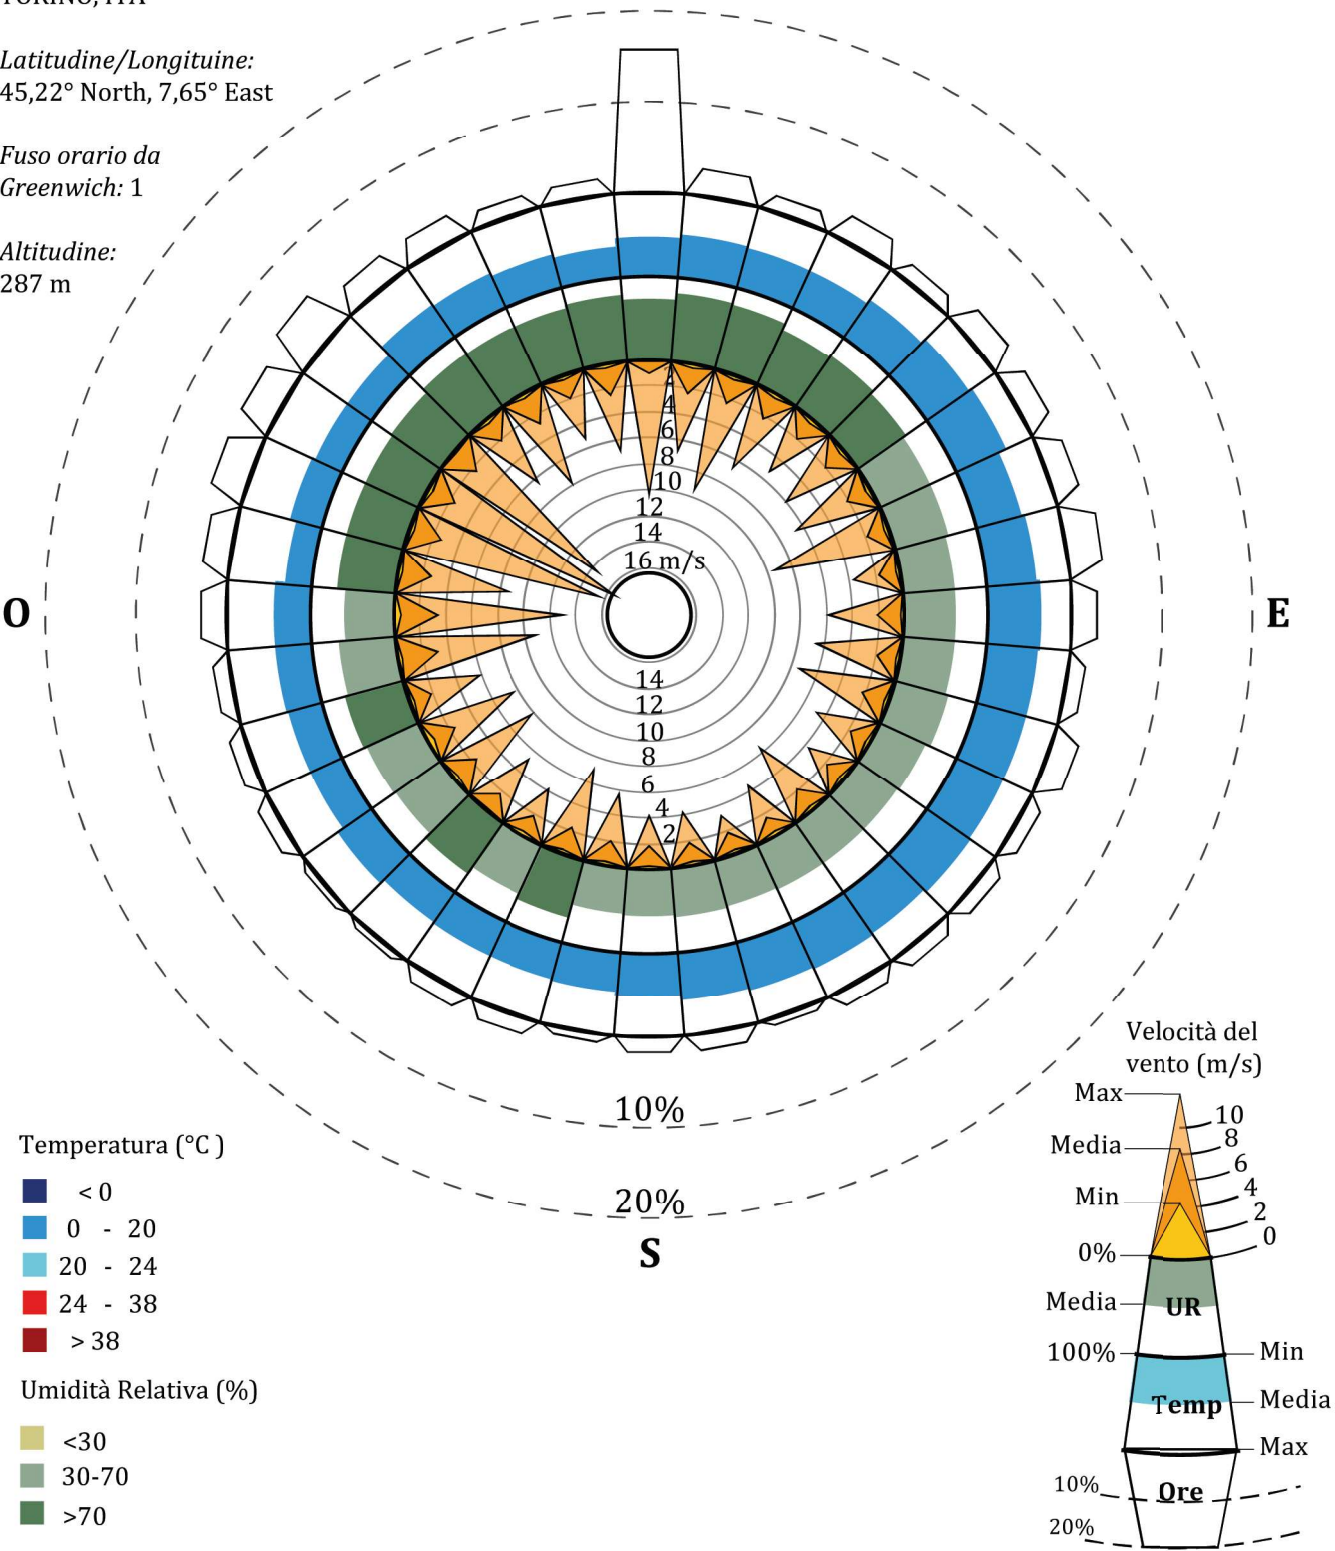 Latitudine/Longituine:
45,22° North, 7,65° East
Fuso orario da
Greenwich: 1
Altitudine:
287 m
4
6
8
10
12
14
16 m/s
O
E
14
12
10
8
6
4
2
10%
20%
S
Temperatura (°C )
< 0
0 - 20
20 - 24
24 - 38
> 38
Umidità Relativa (%)
<30
30-70
>70
Velocità del
vento (m/s)
Max
10
8
Media
6
4
Min
2
0
0%
Media
UR
100%
Min
Temp
Media
Max
10%
Ore
20%